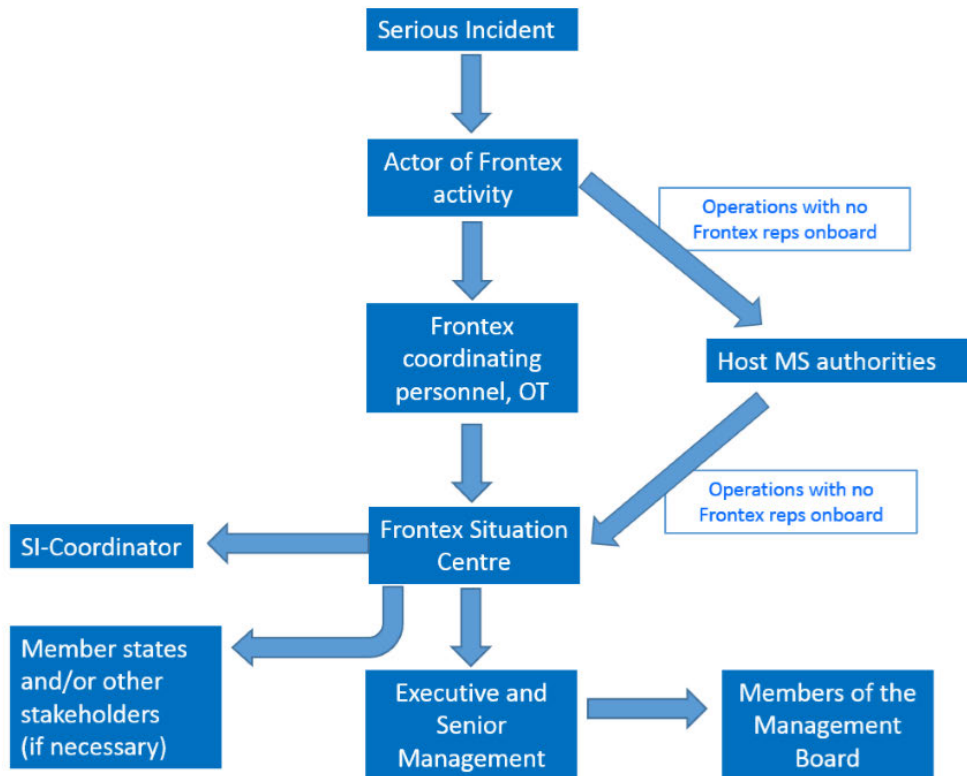 Serious Incident
Actor of Frontex
activity
Operations with no
Frontex reps onboard
Frontex
coordinating
personnel, OT
Host MS authorities
Operations with no
Frontex reps onboard
Frontex Situation
Centre
SI-Coordinator
Member states
and/or other
stakeholders
(if necessary)
Executive and
Senior
Management
Members of the
Management
Board